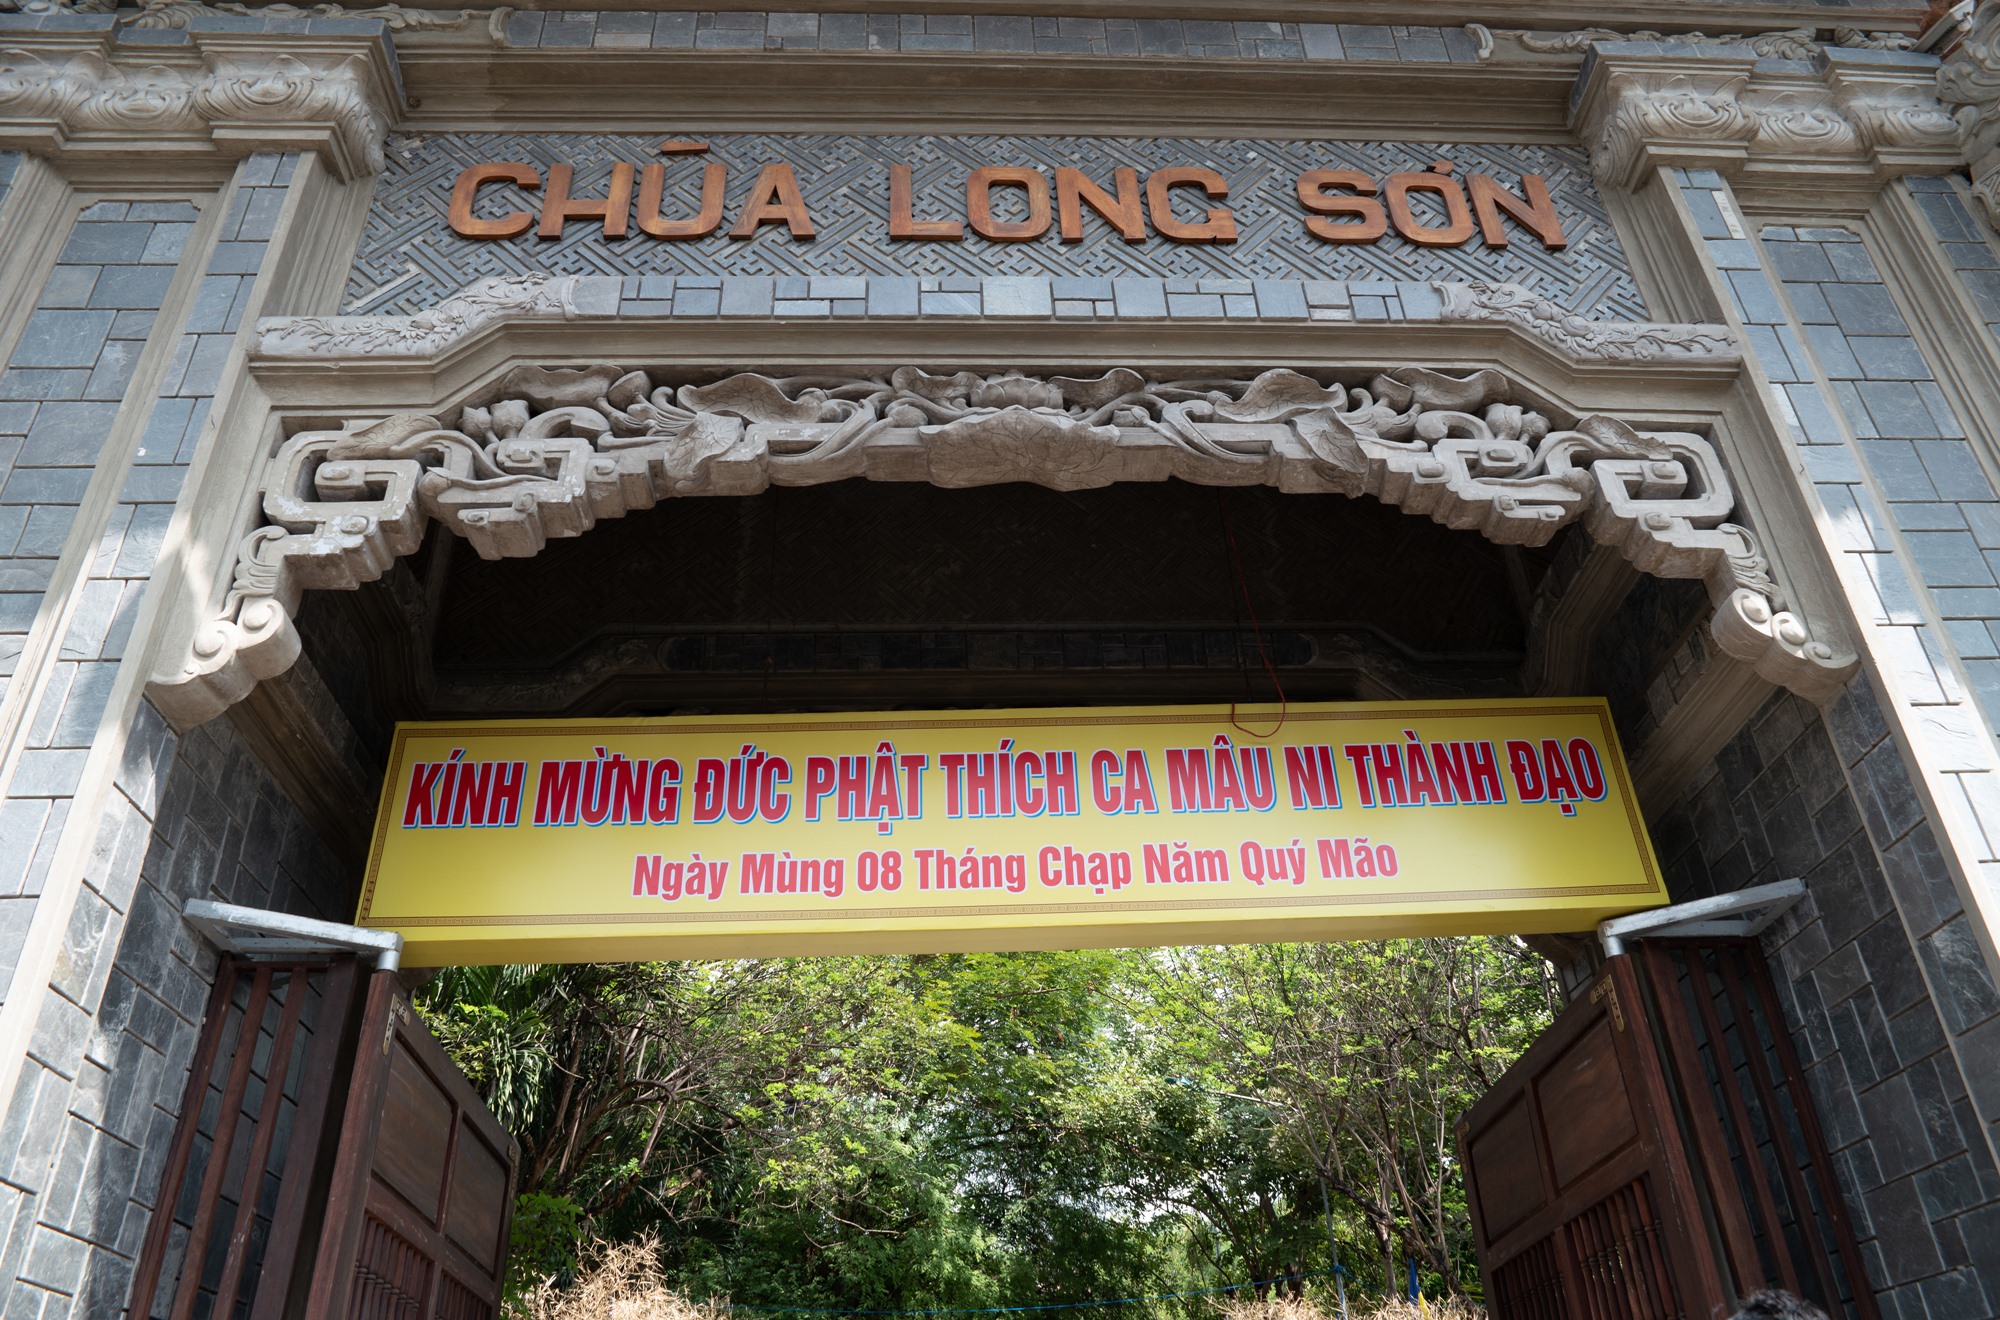 CHÙA LONG SƠN
KÍNH MỪNG ĐỨC PHẬT THÍCH CA MÂU NI THÀNH ĐẠO
Ngày Mùng 08 Tháng Chạp Năm Quý Mão